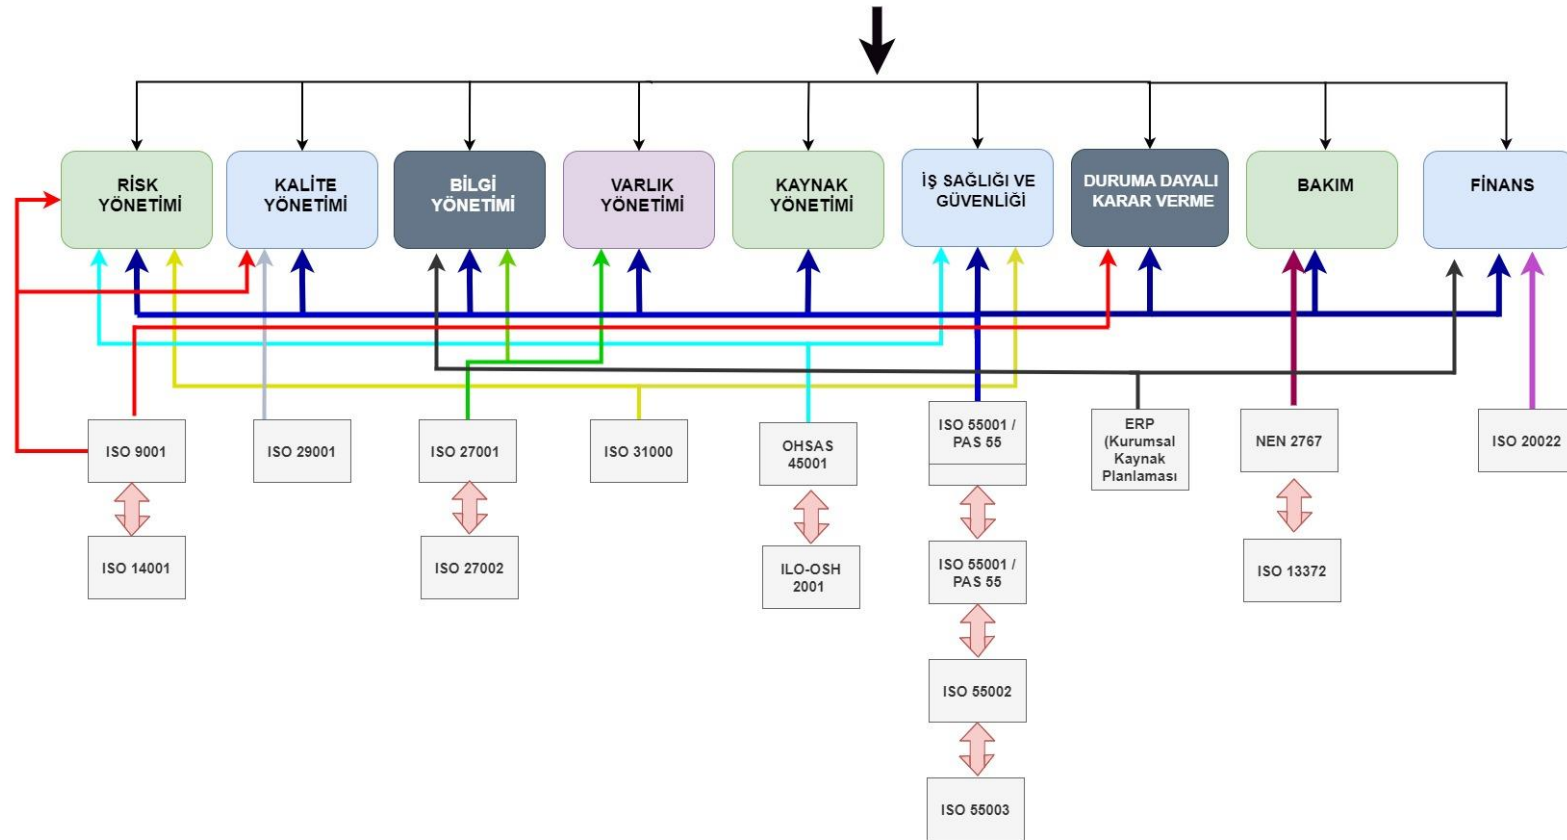 RİSK
YÖNETİMİ
KALİTE
YÖNETİMİ
BİLGİ
YÖNETİMİ
VARLIK
YÖNETİMİ
KAYNAK
YÖNETİMİ
İŞ SAĞLIĞI VE
GÜVENLİĞİ
DURUMA DAYALI
KARAR VERME
BAKIM
FİNANS
ISO 9001
ISO 29001
ISO 27001
ISO 31000
OHSAS
45001
ISO 55001 /
PAS 55
ERP
(Kurumsal
Kaynak
Planlaması
NEN 2767
ISO 20022
ISO 14001
ISO 27002
ILO-OSH
2001
ISO 55001 /
PAS 55
ISO 13372
ISO 55002
ISO 55003